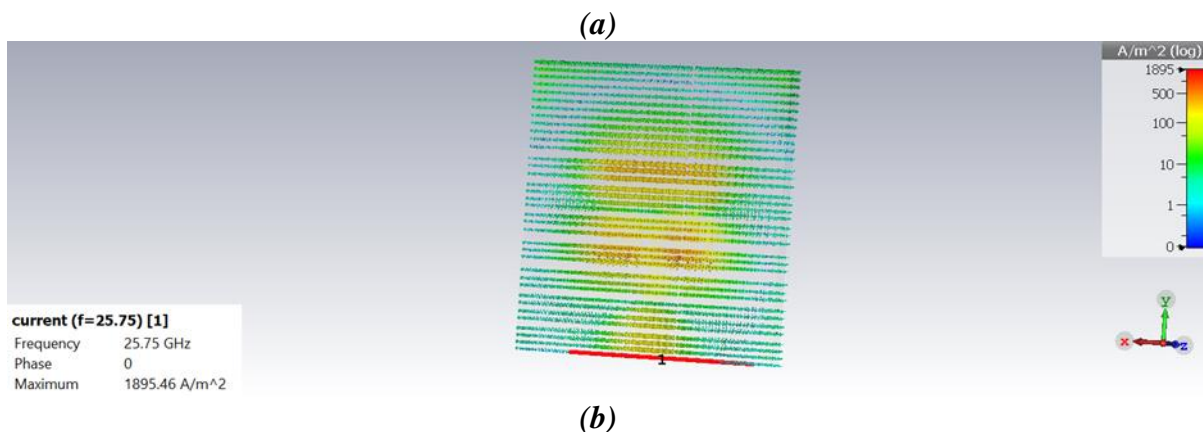 (a)
A/m^2 (log)
1895
500
100
10
1
0
1
current (f=25.75) [1]
Frequency 25.75 GHz
Phase 0
Maximum 1895.46 A/m^2
y
x
z
(b)